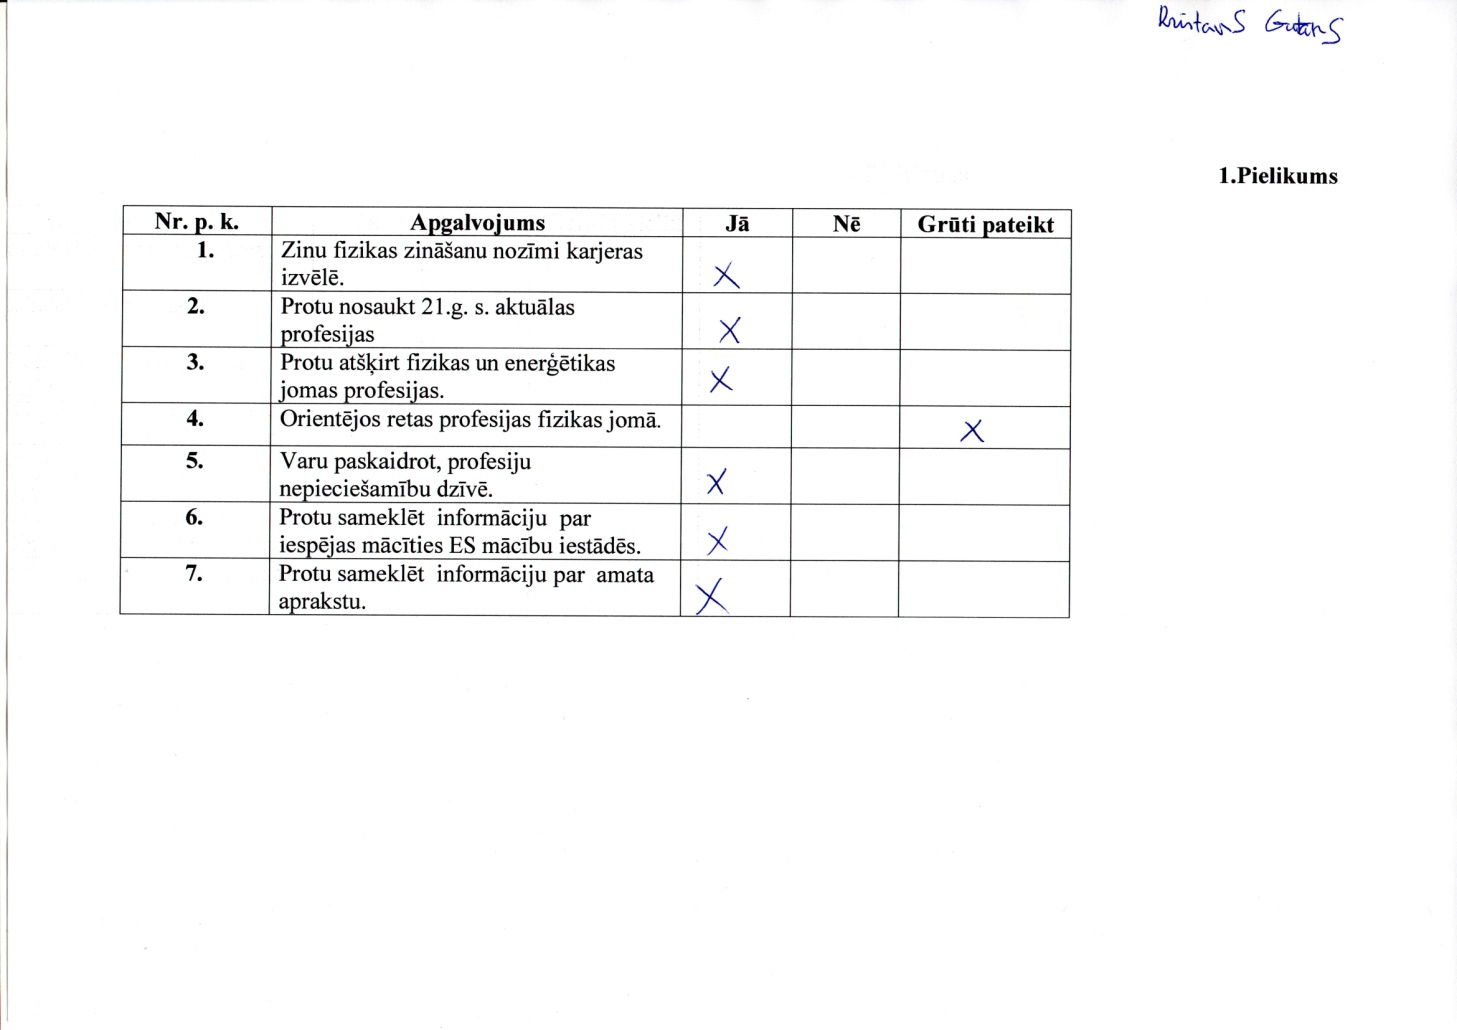 1.Pielikums
Nr. p. k. Apgalvojums Jā Nē Grūti pateikt
1. Zinu fizikas zināšanu nozīmi karjeras
izvēlē. X
2. Protu nosaukt 21.g. s. aktuālas
profesijas X
3. Protu atšķirt fizikas un enerģētikas
jomas profesijas. X
4. Orientējos retas profesijas fizikas jomā. X
5. Varu paskaidrot, profesiju
nepieciešamību dzīvē. X
6. Protu sameklēt informāciju par
iespējas mācīties ES mācību iestādēs. X
7. Protu sameklēt informāciju par amata
aprakstu. X